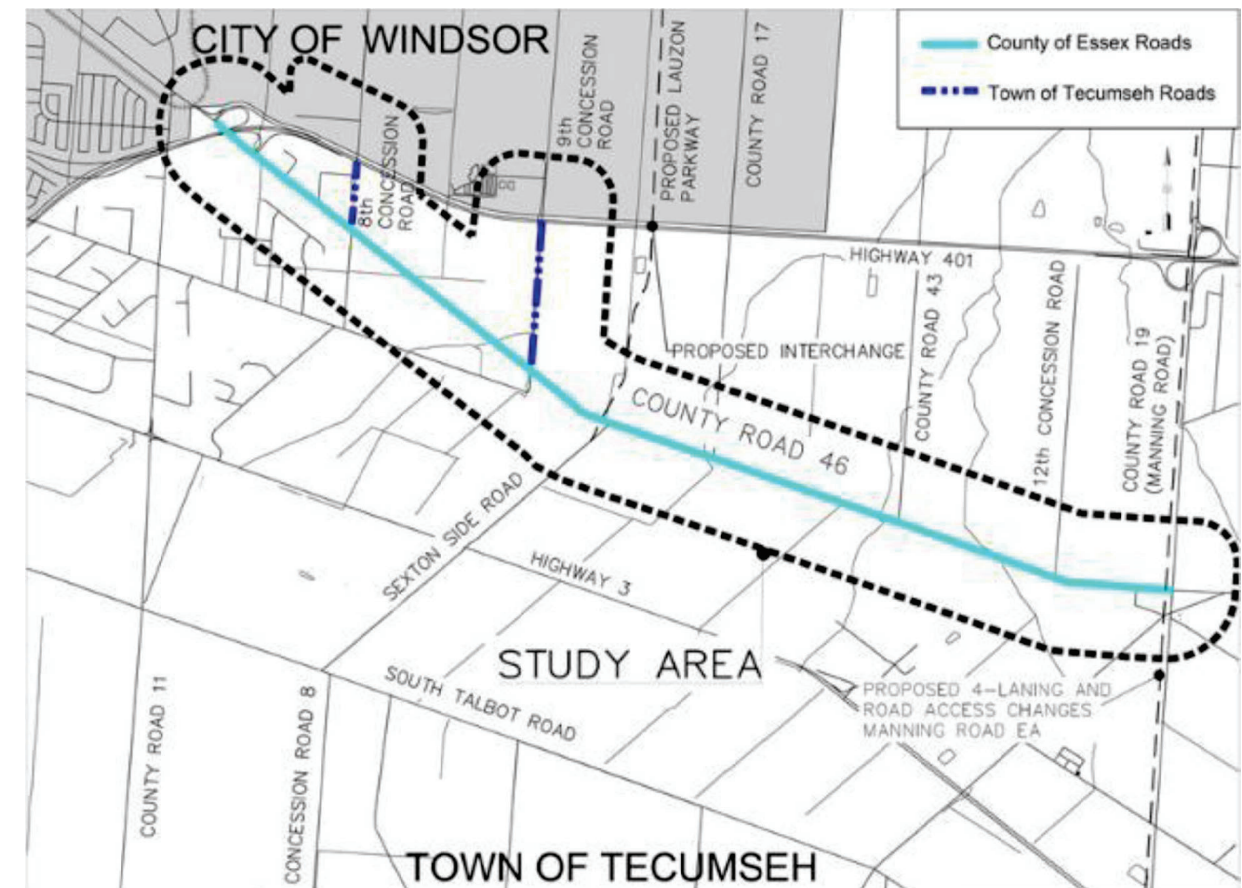 CITY OF WINDSOR
County of Essex Roads
Town of Tecumseh Roads
8th
CONCESSION
ROAD
9th
CONCESSION
ROAD
PROPOSED LAUZON
PARKWAY
COUNTY ROAD 17
HIGHWAY 401
PROPOSED INTERCHANGE
COUNTY ROAD 43
12th CONCESSION ROAD
COUNTY ROAD 19
(MANNING ROAD)
COUNTY ROAD 46
SEXTON SIDE ROAD
HIGHWAY 3
STUDY AREA
SOUTH TALBOT ROAD
PROPOSED 4-LANING AND
ROAD ACCESS CHANGES
MANNING ROAD EA
COUNTY ROAD 11
CONCESSION ROAD 8
TOWN OF TECUMSEH